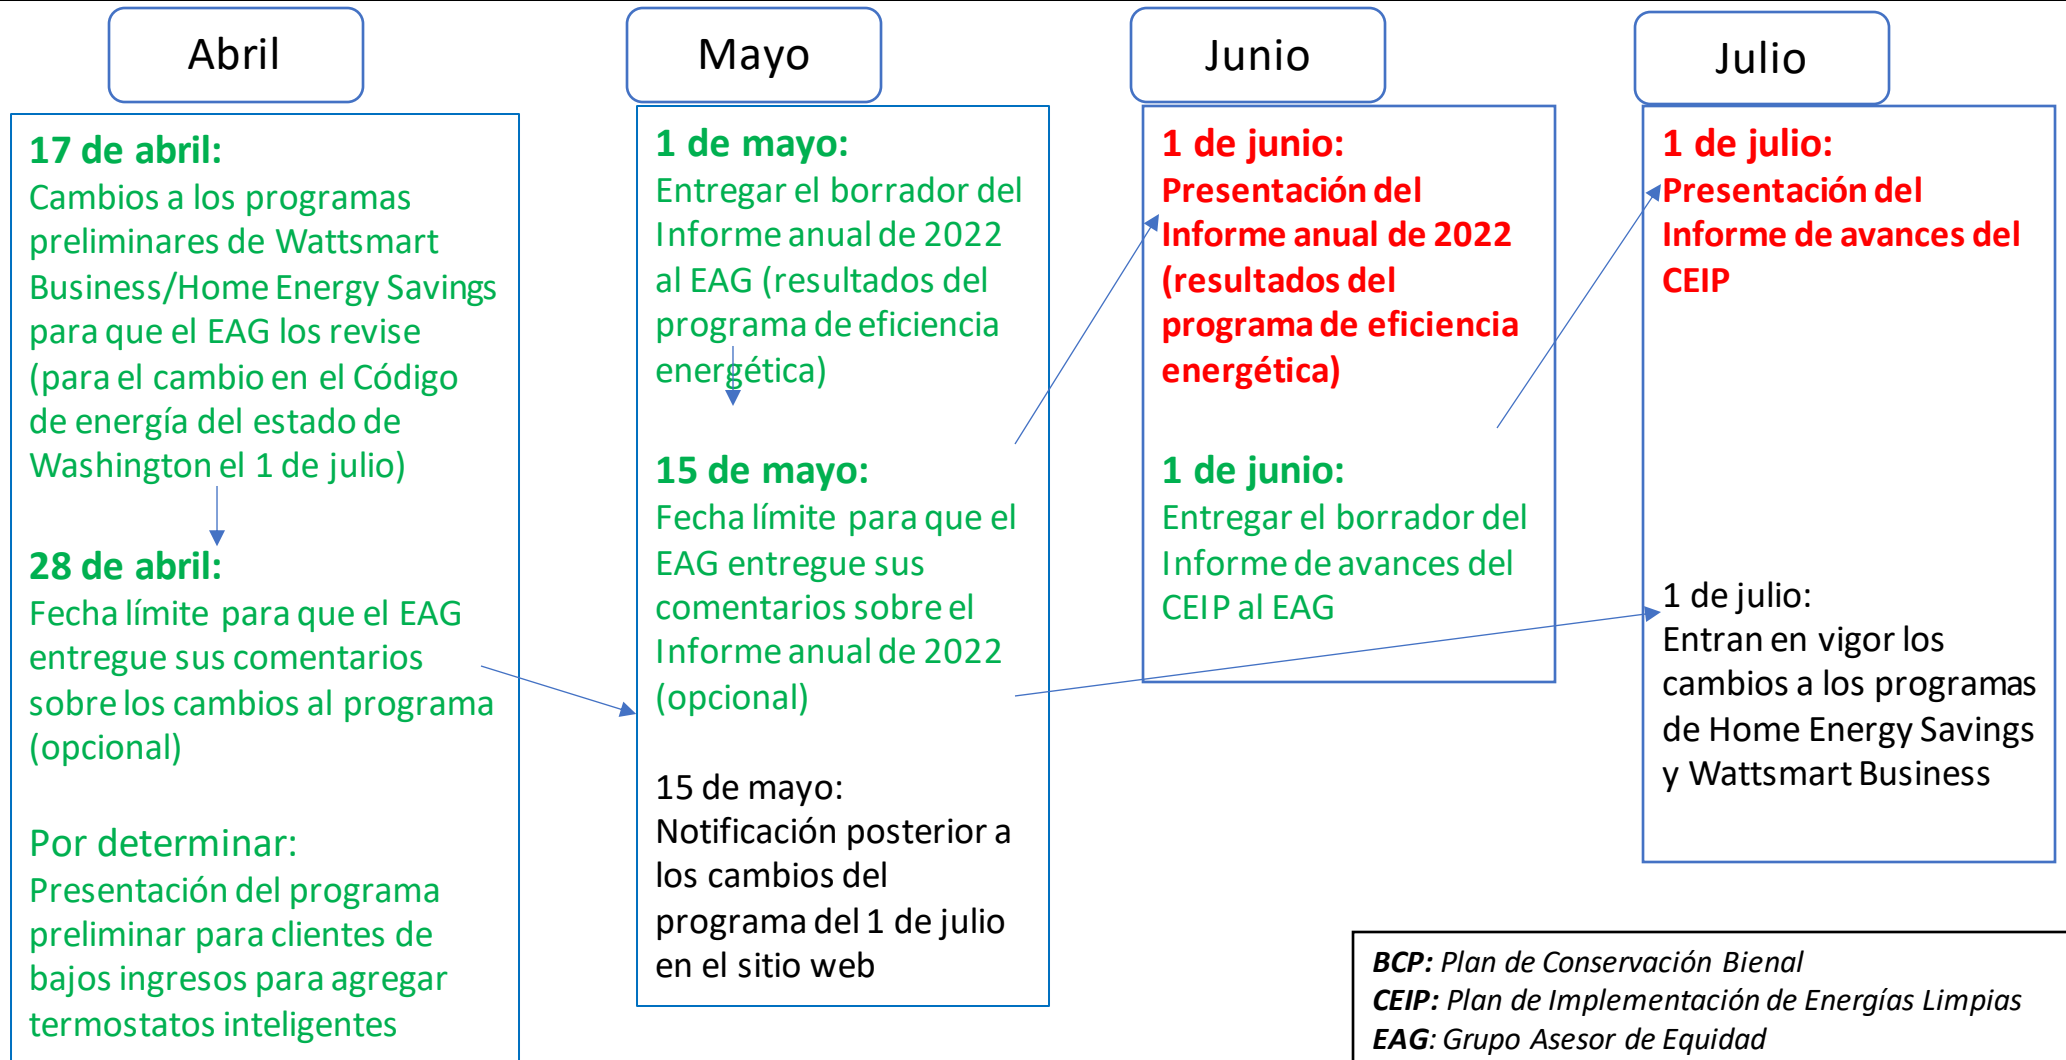 Abril
17 de abril:
Cambios a los programas
preliminares de Wattsmart
Business/Home Energy Savings
para que el EAG los revise
(para el cambio en el Código
de energía del estado de
Washington el 1 de julio)
28 de abril:
Fecha límite para que el EAG
entregue sus comentarios
sobre los cambios al programa
(opcional)
Por determinar:
Presentación del programa
preliminar para clientes de
bajos ingresos para agregar
termostatos inteligentes
Mayo
1 de mayo:
Entregar el borrador del
Informe anual de 2022
al EAG (resultados del
programa de eficiencia
energética)
15 de mayo:
Fecha límite para que el
EAG entregue sus
comentarios sobre el
Informe anual de 2022
(opcional)
15 de mayo:
Notificación posterior a
los cambios del
programa del 1 de julio
en el sitio web
Junio
1 de junio:
Presentación del
Informe anual de 2022
(resultados del
programa de eficiencia
energética)
1 de junio:
Entregar el borrador del
Informe de avances del
CEIP al EAG
Julio
1 de julio:
Presentación del
Informe de avances del
CEIP
1 de julio:
Entran en vigor los
cambios a los programas
de Home Energy Savings
y Wattsmart Business
BCP: Plan de Conservación Bienal
CEIP: Plan de Implementación de Energías Limpias
EAG: Grupo Asesor de Equidad